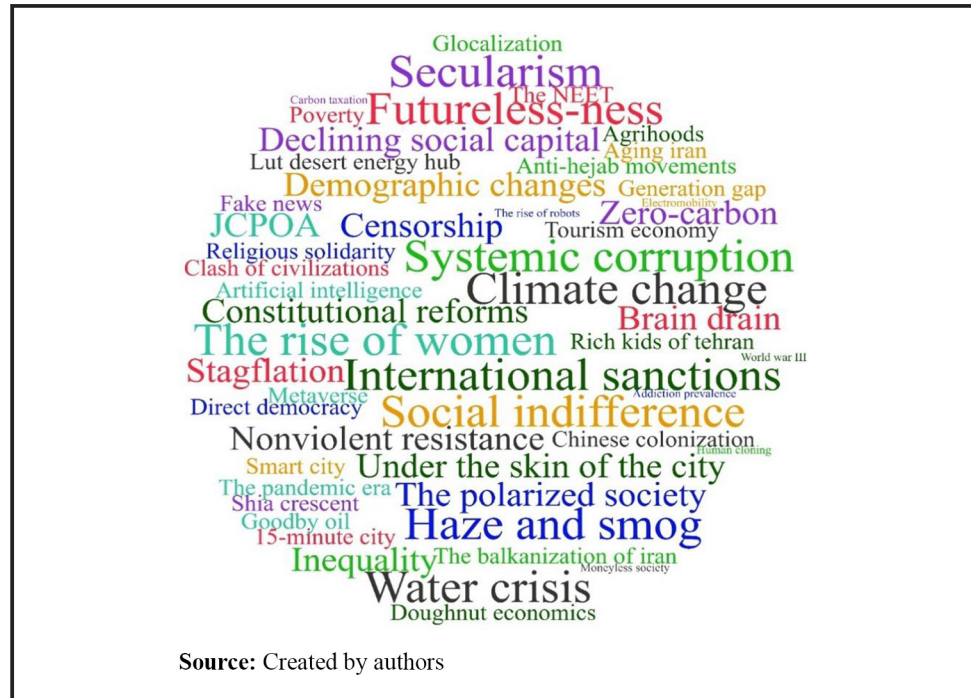 Glocalization
Secularism
The NEET
Carbon taxation
Poverty Futureless-ness
Declining social capital Agrihoods
Aging iran
Lut desert energy hub Anti-hejab movements
Demographic changes Generation gap
Fake news Electromobility
JCPOA Censorship The rise of robots Zero-carbon
Tourism economy
Religious solidarity Systemic corruption
Clash of civilizations
Artificial intelligence Climate change
Constitutional reforms Brain drain
The rise of women Rich kids of tehran
World war III
Stagflation International sanctions
Metaverse Addiction prevalence
Direct democracy Social indifference
Nonviolent resistance Chinese colonization
Human cloning
Smart city Under the skin of the city
The pandemic era The polarized society
Shia crescent
Goodby oil Haze and smog
15-minute city
Inequality The balkanization of iran
Moneyless society
Water crisis
Doughnut economics
Source: Created by authors